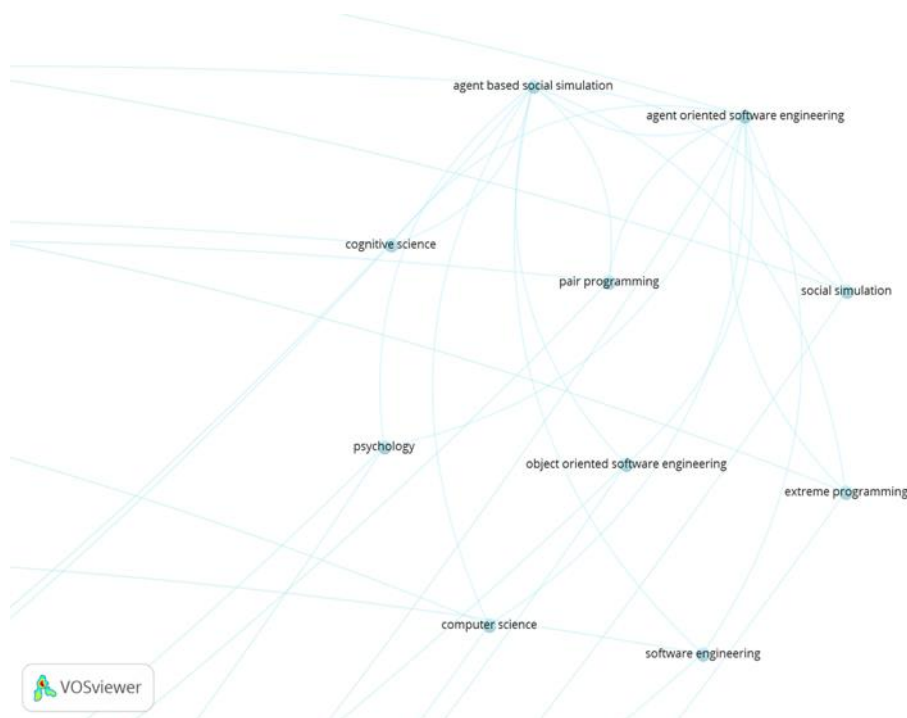 agent based social simulation
agent oriented software engineering
cognitive science
pair programming
social simulation
psychology
object oriented software engineering
extreme programming
computer science
software engineering
VOSviewer